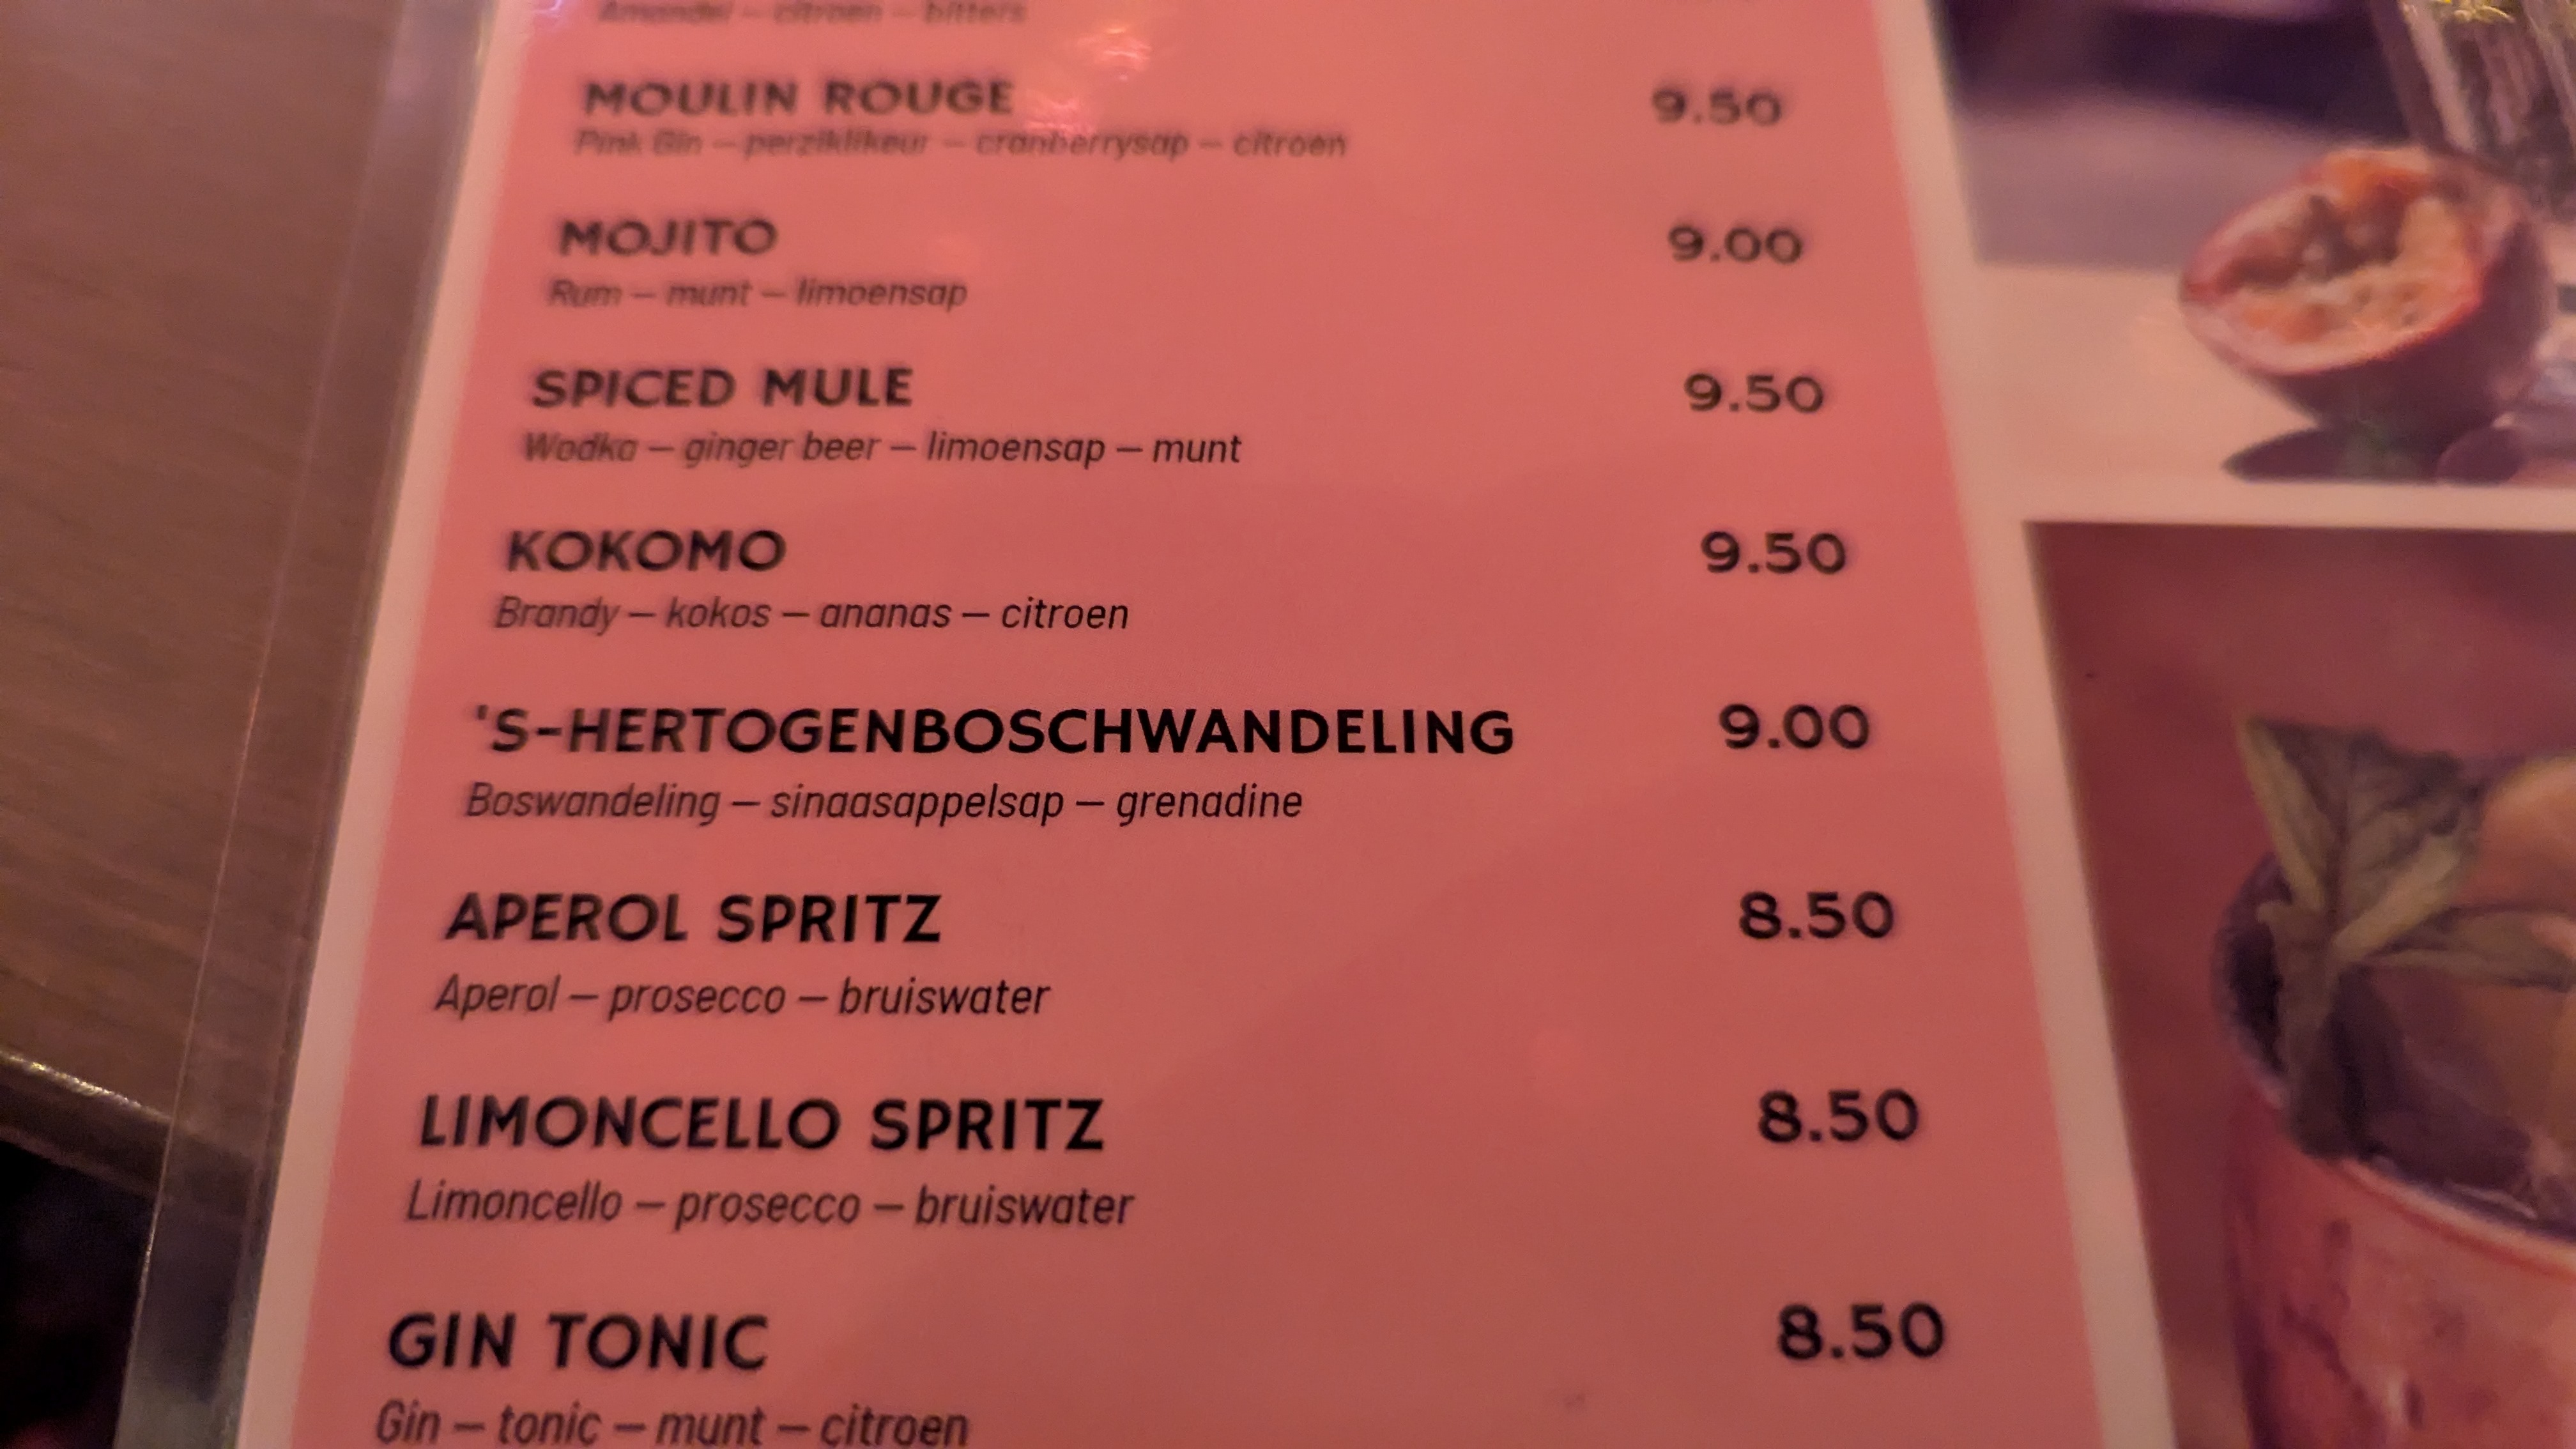 Amandel – citroen – bitters
MOULIN ROUGE 9.50
Pink Gin – perziklikeur – cranberrysap – citroen
MOJITO 9.00
Rum – munt – limoensap
SPICED MULE 9.50
Wodka – ginger beer – limoensap – munt
KOKOMO 9.50
Brandy – kokos – ananas – citroen
'S-HERTOGENBOSCHWANDELING 9.00
Boswandeling – sinaasappelsap – grenadine
APEROL SPRITZ 8.50
Aperol – prosecco – bruiswater
LIMONCELLO SPRITZ 8.50
Limoncello – prosecco – bruiswater
GIN TONIC 8.50
Gin – tonic – munt – citroen